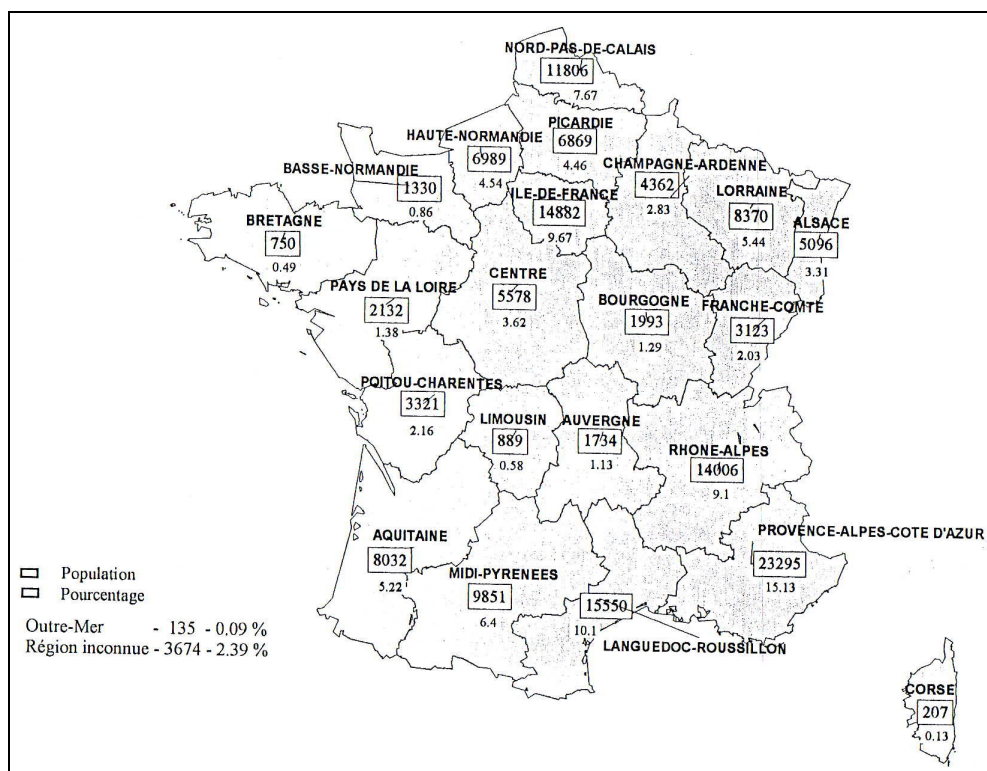 NORD-PAS-DE-CALAIS
11806
7.67
PICARDIE
6869
4.46
HAUTE-NORMANDIE
6989
4.54
CHAMPAGNE-ARDENNE
4362
2.83
BASSE-NORMANDIE
1330
0.86
ILE-DE-FRANCE
14882
9.67
LORRAINE
8370
5.44
ALSACE
5096
3.31
BRETAGNE
750
0.49
PAYS DE LA LOIRE
2132
1.38
CENTRE
5578
3.62
BOURGOGNE
1993
1.29
FRANCHE-COMTE
3123
2.03
POITOU-CHARENTES
3321
2.16
LIMOUSIN
889
0.58
AUVERGNE
1734
1.13
RHONE-ALPES
14006
9.1
AQUITAINE
8032
5.22
MIDI-PYRENEES
9851
6.4
15550
10.1
LANGUEDOC-ROUSSILLON
PROVENCE-ALPES-COTE D'AZUR
23295
15.13
CORSE
207
0.13
Population
Pourcentage
Outre-Mer - 135 - 0.09 %
Région inconnue - 3674 - 2.39 %